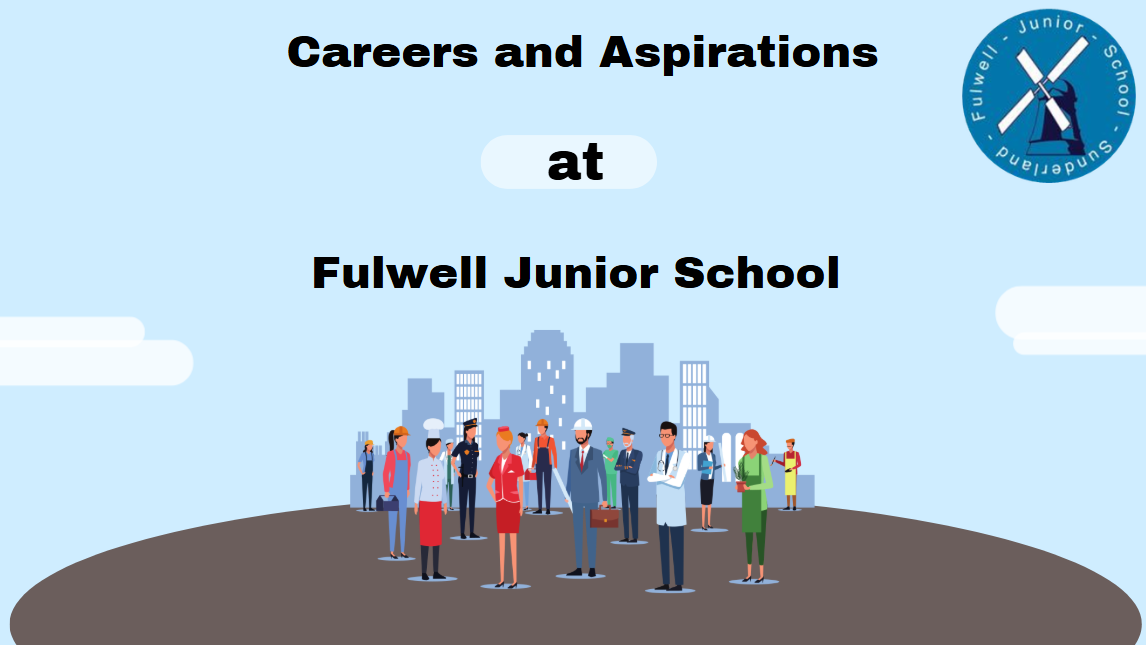 Careers and Aspirations
at
Fulwell Junior School
Fulwell - Junior - School - Sunderland -